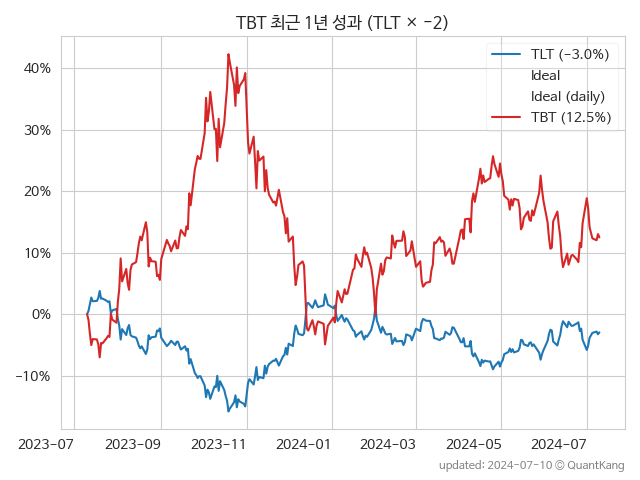 TBT 최근 1년 성과 (TLT × −2)
TLT (−3.0%)
Ideal
Ideal (daily)
TBT (12.5%)
40%
30%
20%
10%
0%
−10%
2023-07 2023-09 2023-11 2024-01 2024-03 2024-05 2024-07
updated: 2024-07-10 © QuantKang